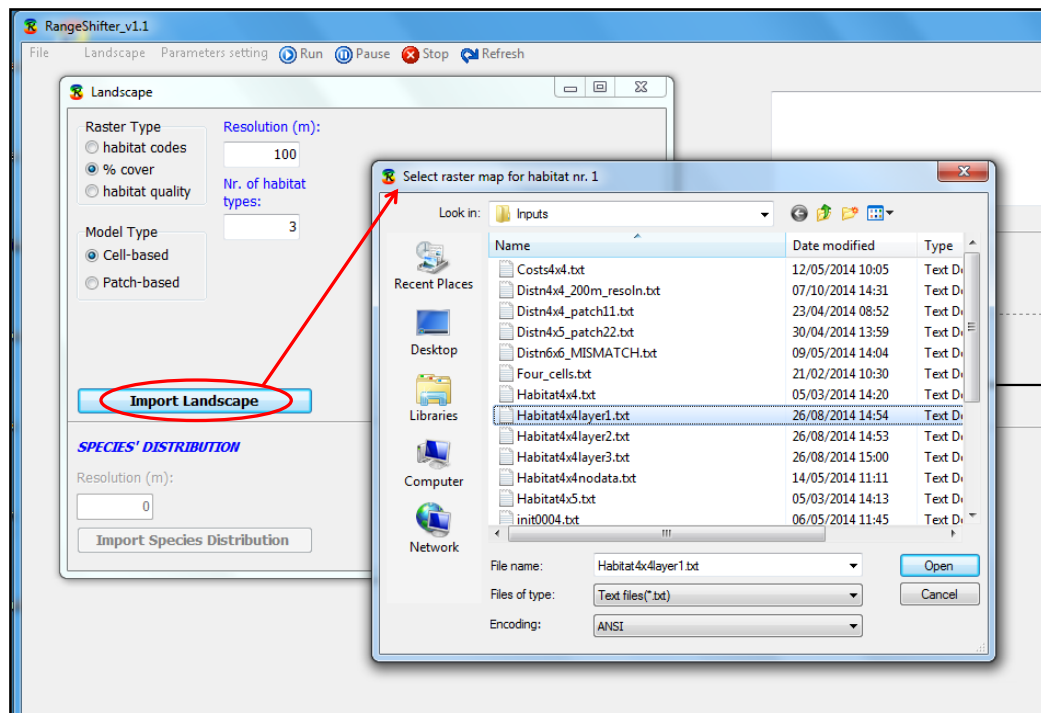 RangeShifter_v1.1
File Landscape Parameters setting Run Pause Stop Refresh
Landscape
Raster Type
habitat codes
% cover
habitat quality
Resolution (m):
100
Nr. of habitat
types:
3
Model Type
Cell-based
Patch-based
Import Landscape
SPECIES' DISTRIBUTION
Resolution (m):
0
Import Species Distribution
Select raster map for habitat nr. 1
Look in: Inputs
Recent Places
Desktop
Libraries
Computer
Network
Name Date modified Type
Costs4x4.txt 12/05/2014 10:05 Text
Distn4x4_200m_resoln.txt 07/10/2014 14:31 Text
Distn4x4_patch11.txt 23/04/2014 08:52 Text
Distn4x5_patch22.txt 30/04/2014 13:59 Text
Distn6x6_MISMATCH.txt 09/05/2014 14:04 Text
Four_cells.txt 21/02/2014 10:30 Text
Habitat4x4.txt 05/03/2014 14:20 Text
Habitat4x4layer1.txt 26/08/2014 14:54 Text
Habitat4x4layer2.txt 26/08/2014 14:53 Text
Habitat4x4layer3.txt 26/08/2014 15:00 Text
Habitat4x4nodata.txt 14/05/2014 11:11 Text
Habitat4x5.txt 05/03/2014 14:13 Text
init0004.txt 06/05/2014 11:45 Text
File name: Habitat4x4layer1.txt Open
Files of type: Text files(*.txt) Cancel
Encoding: ANSI